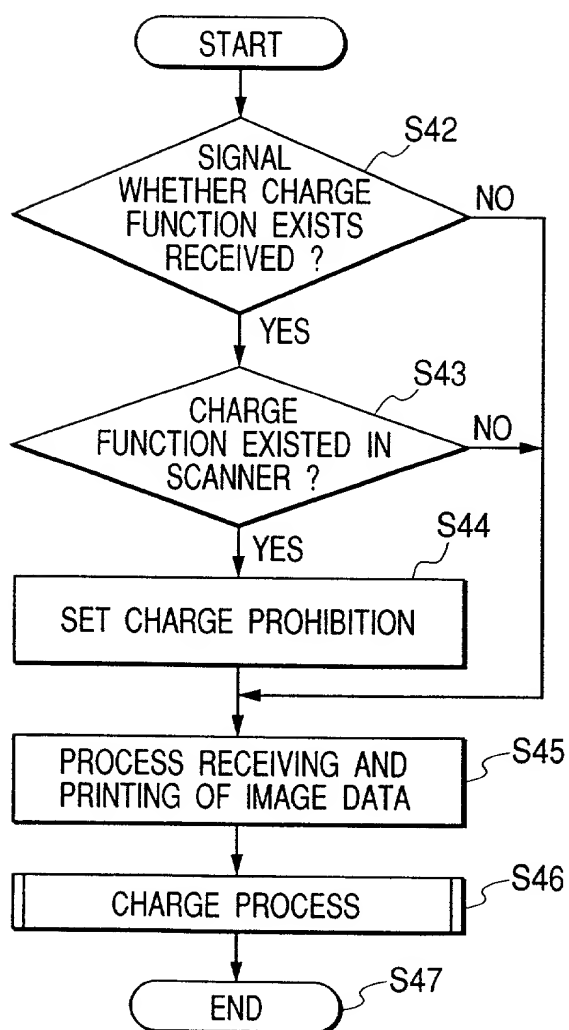 START
S42
SIGNAL
WHETHER CHARGE
FUNCTION EXISTS
RECEIVED ?
NO
YES
S43
CHARGE
FUNCTION EXISTED IN
SCANNER ?
NO
YES
S44
SET CHARGE PROHIBITION
S45
PROCESS RECEIVING AND
PRINTING OF IMAGE DATA
S46
CHARGE PROCESS
S47
END